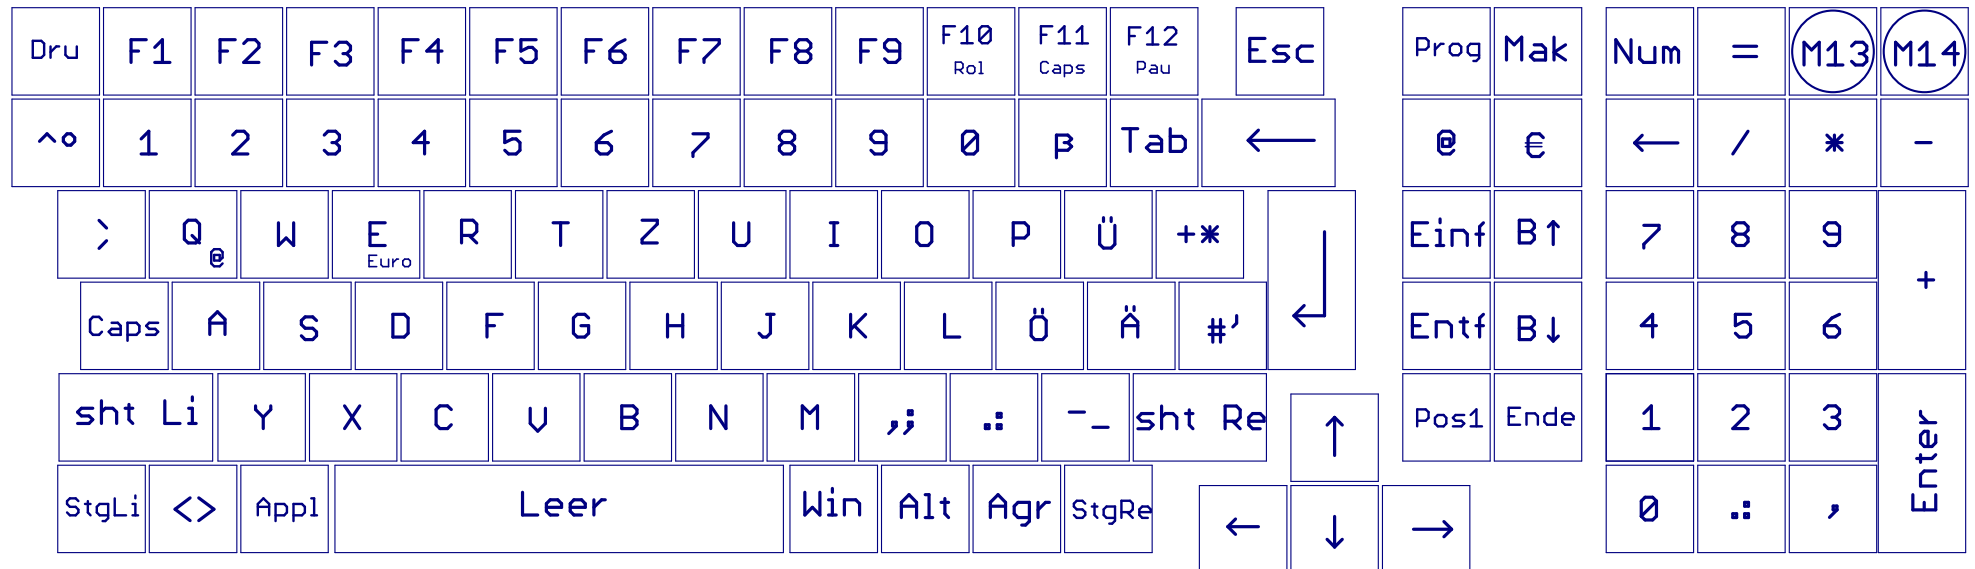 Dru F1 F2 F3 F4 F5 F6 F7 F8 F9 F10 F11 F12 Esc Prog Mak Num = M13 M14
Rol Caps Pau
^° 1 2 3 4 5 6 7 8 9 0 ß Tab ← @ € ← / * -
Q W E R T Z U I O P Ü +* Einf B↑ 7 8 9 +
@ Euro
Caps A S D F G H J K L Ö Ä #' ↵ Entf B↓ 4 5 6
sht Li Y X C V B N M ,; .: -_ sht Re ↑ Pos1 Ende 1 2 3 Enter
StgLi <> Appl Leer Win Alt Agr StgRe ← ↓ → 0 .: ,